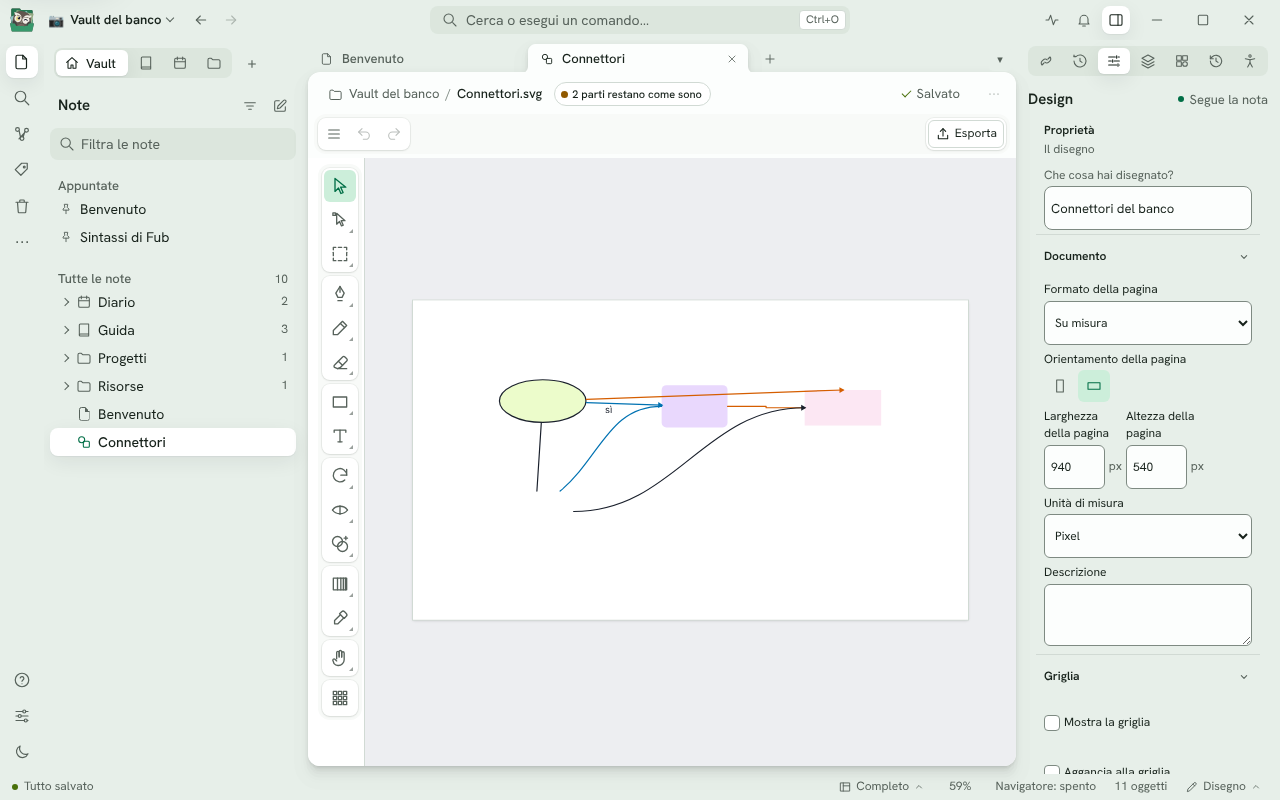 Vault del banco
Cerca o esegui un comando…
Ctrl+O
Vault
Benvenuto
Connettori
Note
Filtra le note
Appuntate
Benvenuto
Sintassi di Fub
Tutte le note
10
Diario
2
Guida
3
Progetti
1
Risorse
1
Benvenuto
Connettori
Vault del banco / Connettori.svg
2 parti restano come sono
Salvato
Esporta
sì
Design
Segue la nota
Proprietà
Il disegno
Che cosa hai disegnato?
Connettori del banco
Documento
Formato della pagina
Su misura
Orientamento della pagina
Larghezza della pagina
Altezza della pagina
940 px
540 px
Unità di misura
Pixel
Descrizione
Griglia
Mostra la griglia
Aggancia alla griglia
Tutto salvato
Completo
59%
Navigatore: spento
11 oggetti
Disegno